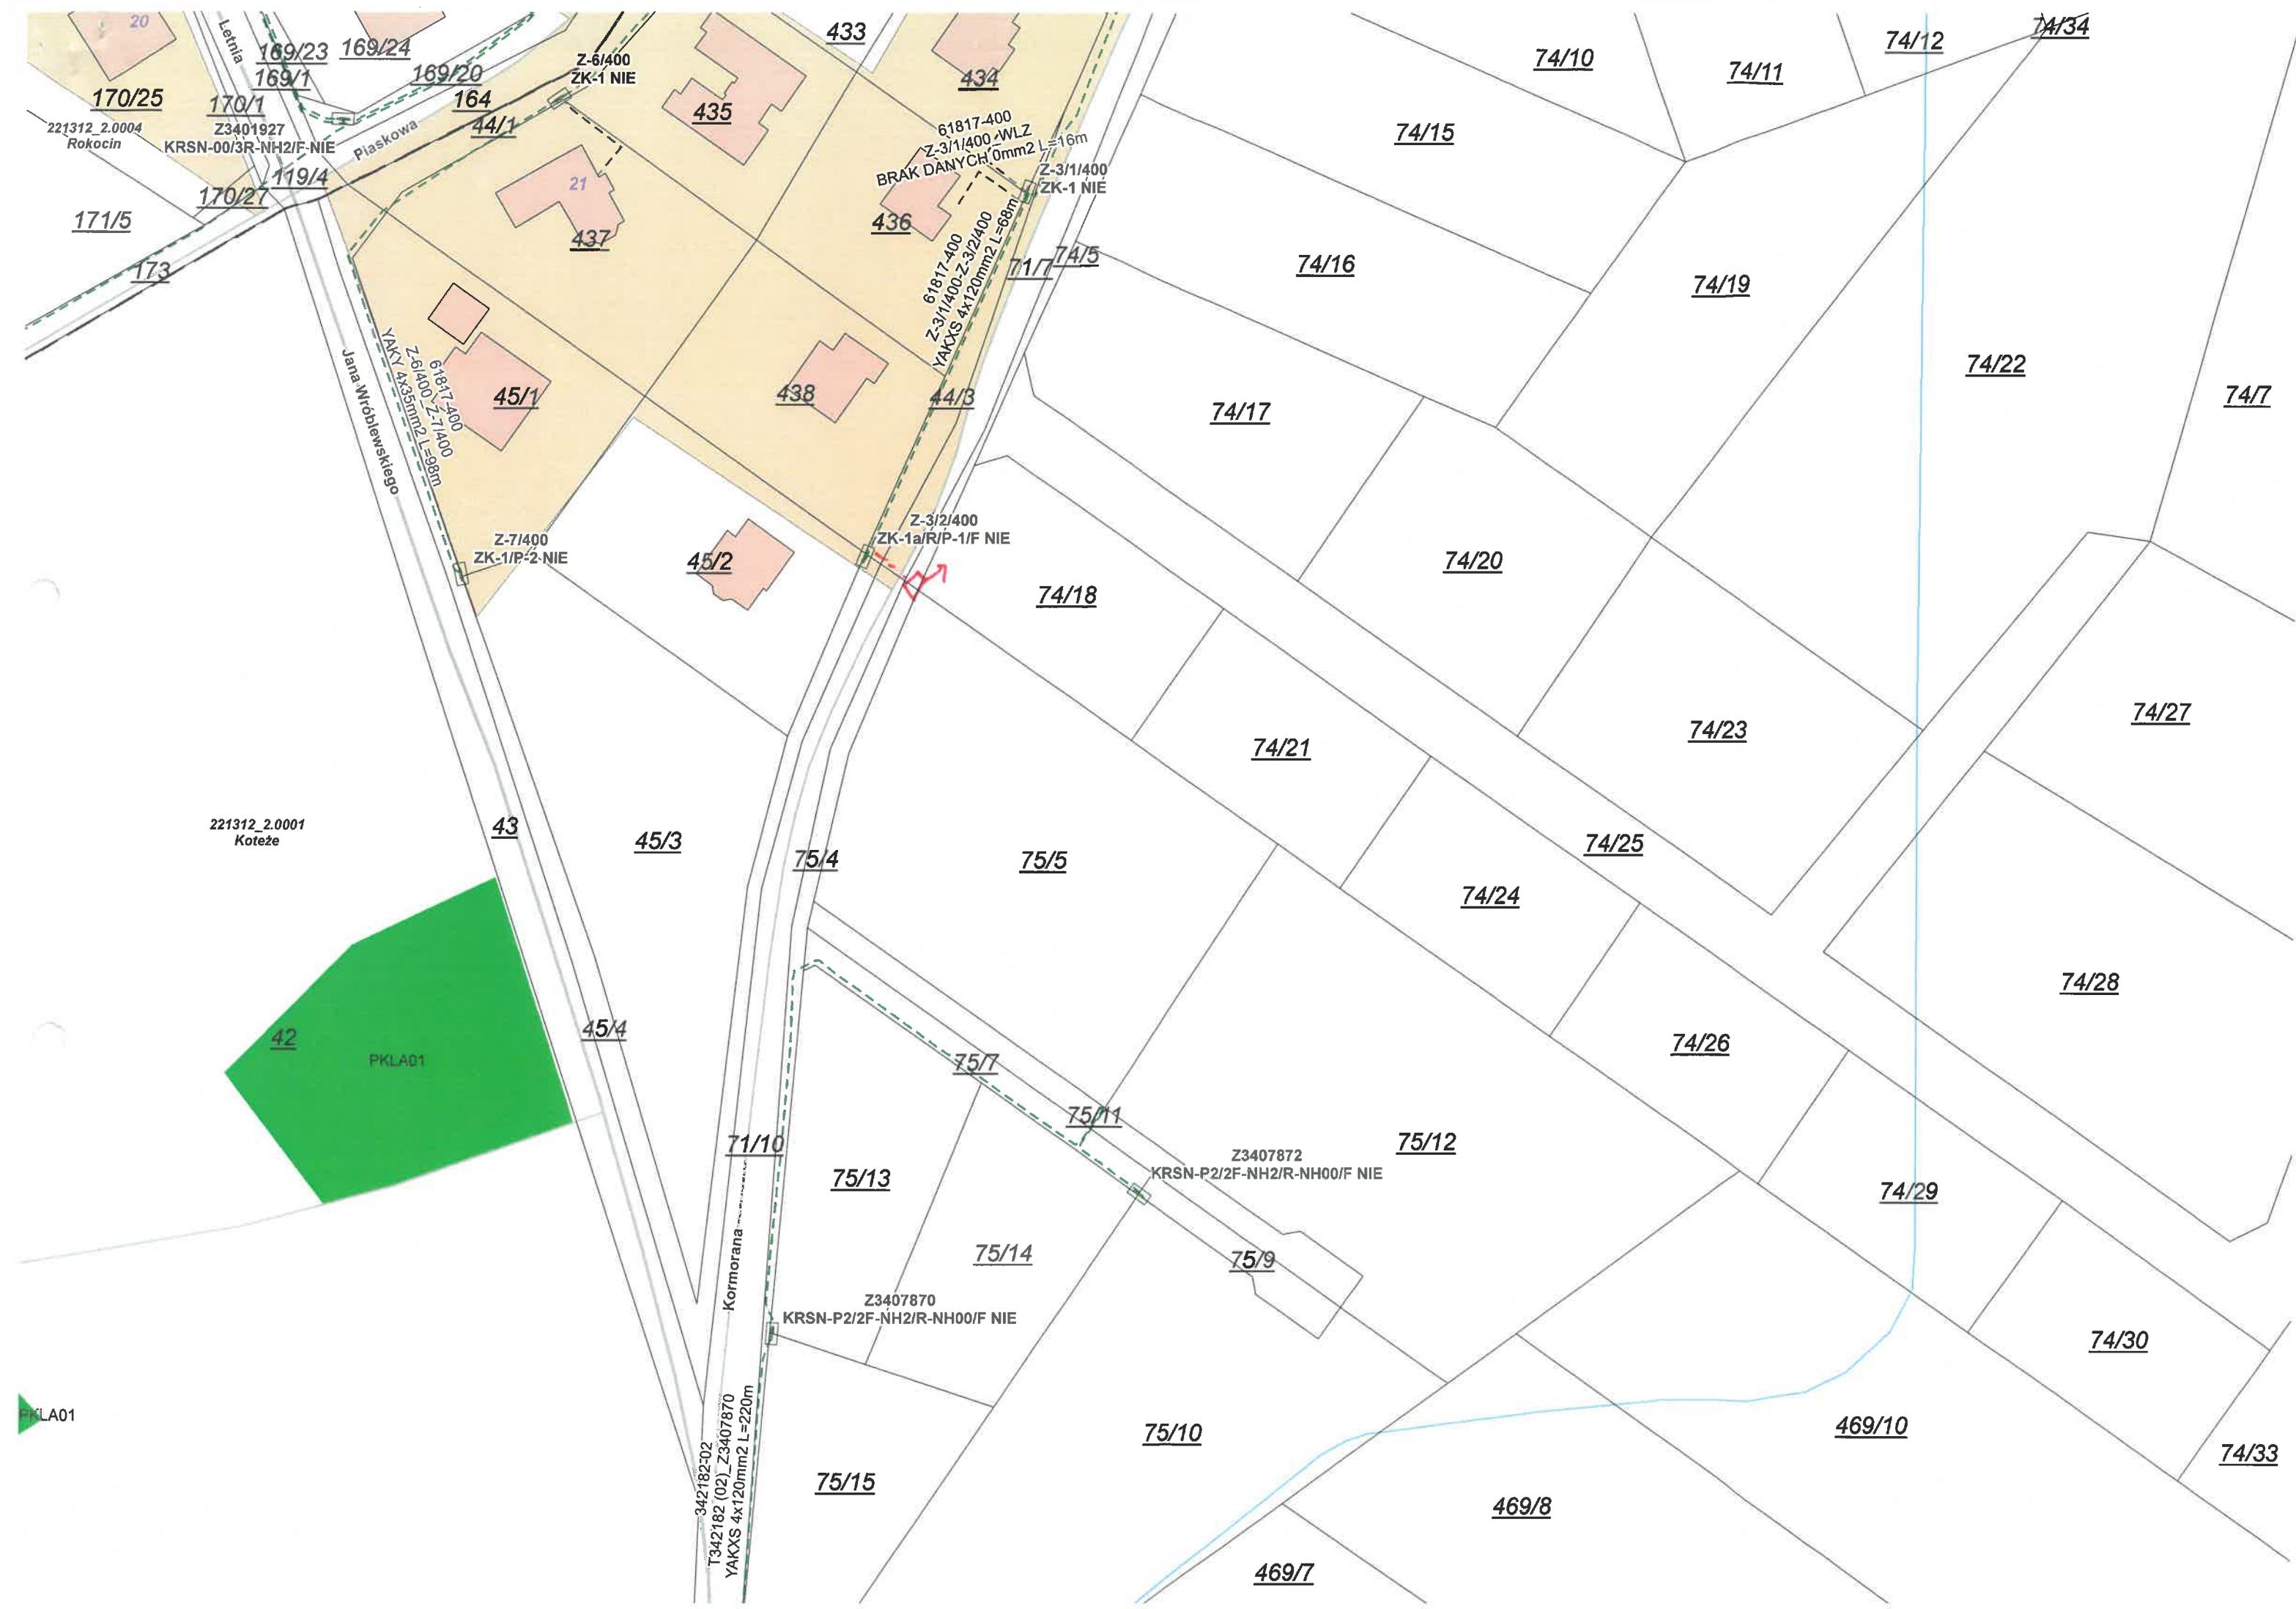 20
Letnia
169/23
169/24
169/1
169/20
170/25
170/1
164
44/1
Z-6/400
ZK-1 NIE
221312_2.0004
Rokocin
Z3401927
KRSN-00/3R-NH2/F-NIE
Piaskowa
119/4
170/27
171/5
173
433
434
435
21
437
61817-400
Z-3/1/400_WLZ
BRAK DANYCH 0mm2 L=16m
Z-3/1/400
ZK-1 NIE
436
61817-400
Z-3/1/400-Z-3/2/400
YAKXS 4x120mm2 L=68m
71/7
74/5
74/10
74/11
74/12
74/34
74/15
74/16
74/19
74/22
74/7
74/17
Jana Wróblewskiego
61817-400
Z-6/400_Z-7/400
YAKY 4x35mm2 L=98m
45/1
438
44/3
Z-7/400
ZK-1/P-2 NIE
Z-3/2/400
ZK-1a/R/P-1/F NIE
45/2
74/18
74/20
74/21
74/23
74/27
221312_2.0001
Koteże
43
45/3
75/4
75/5
74/25
74/24
74/28
74/26
42
PKLA01
45/4
75/7
75/11
71/10
75/13
75/12
Z3407872
KRSN-P2/2F-NH2/R-NH00/F NIE
74/29
75/14
75/9
Kormorana
Z3407870
KRSN-P2/2F-NH2/R-NH00/F NIE
74/30
PKLA01
342182-02
T342182 (02)_Z3407870
YAKXS 4x120mm2 L=220m
75/10
469/10
74/33
75/15
469/8
469/7